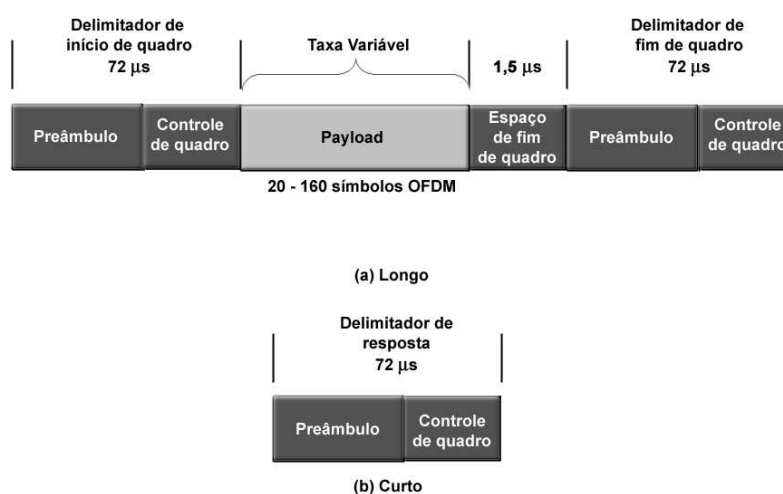 Delimitador de
início de quadro
72 μs
Taxa Variável
1,5 μs
Delimitador de
fim de quadro
72 μs
Preâmbulo
Controle
de quadro
Payload
Espaço
de fim
de quadro
Preâmbulo
Controle
de quadro
20 - 160 símbolos OFDM
(a) Longo
Delimitador de
resposta
72 μs
Preâmbulo
Controle
de quadro
(b) Curto